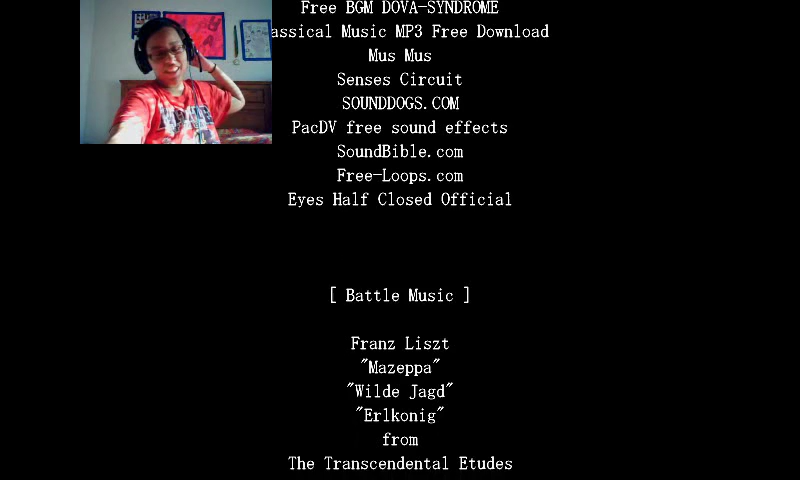 Free BGM DOVA-SYNDROME
assical Music MP3 Free Download
Mus Mus
Senses Circuit
SOUNDDOGS.COM
PacDV free sound effects
SoundBible.com
Free-Loops.com
Eyes Half Closed Official
[ Battle Music ]
Franz Liszt
"Mazeppa"
"Wilde Jagd"
"Erlkonig"
from
The Transcendental Etudes